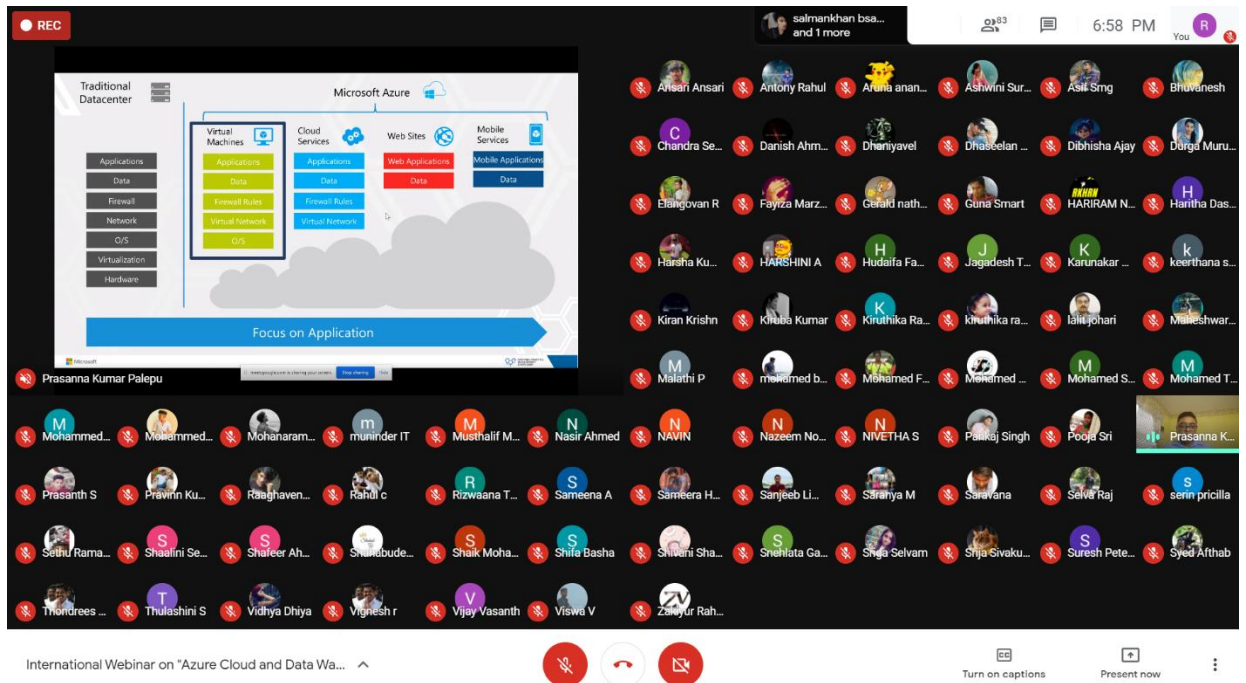 REC
salmankhan bsa...
and 1 more
83
6:58 PM
You
R
Traditional
Datacenter
Microsoft Azure
Virtual
Machines
Cloud
Services
Web Sites
Mobile
Services
Applications
Data
Firewall
Network
O/S
Virtualization
Hardware
Applications
Data
Firewall Rules
Virtual Network
O/S
Applications
Data
Firewall Rules
Virtual Network
Web Applications
Data
Mobile Applications
Data
Focus on Application
Microsoft
meet.google.com is sharing your screen.
Stop sharing
Hide
Prasanna Kumar Palepu
Ansari Ansari
Antony Rahul
Aruna anan...
Ashwini Sur...
Asif Smg
Bhuvanesh
C
Chandra Se...
Danish Ahm...
Dhaniyavel
Dhaseelan ...
Dibhisha Ajay
Durga Muru...
Elangovan R
Fayiza Marz...
Gerald nath...
Guna Smart
HARIRAM N...
H
Haritha Das...
Harsha Ku...
HARSHINI A
H
Hudaifa Fa...
J
Jagadesh T...
K
Karunakar ...
k
keerthana s...
Kiran Krishn
Kiruba Kumar
K
Kiruthika Ra...
kiruthika ra...
lalit johari
Maheshwar...
M
Malathi P
mohamed b...
Mohamed F...
Mohamed ...
M
Mohamed S...
M
Mohamed T...
M
Mohammed...
Mohammed...
Mohanaram...
m
muninder IT
M
Musthalif M...
N
Nasir Ahmed
N
NAVIN
N
Nazeem No...
N
NIVETHA S
Pankaj Singh
Pooja Sri
Prasanna K...
Prasanth S
Pravinn Ku...
Raaghaven...
Rahul c
R
Rizwaana T...
S
Sameena A
Sameera H...
Sanjeeb Li...
Saranya M
Saravana
Selva Raj
s
serin pricilla
Sethu Rama...
S
Shaalini Se...
S
Shafeer Ah...
Shahabude...
S
Shaik Moha...
S
Shifa Basha
Shivani Sha...
S
Snehlata Ga...
Sriga Selvam
Srija Sivaku...
S
Suresh Pete...
Syed Afthab
Thondrees ...
T
Thulashini S
Vidhya Dhiya
Vignesh r
V
Vijay Vasanth
Viswa V
Zakiyur Rah...
International Webinar on "Azure Cloud and Data Wa...
Turn on captions
Present now